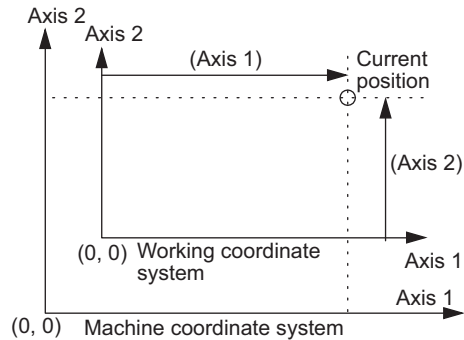 Axis 2
Axis 2
(Axis 1)
Current
position
(Axis 2)
(0, 0) Working coordinate
system
Axis 1
Axis 1
(0, 0) Machine coordinate system